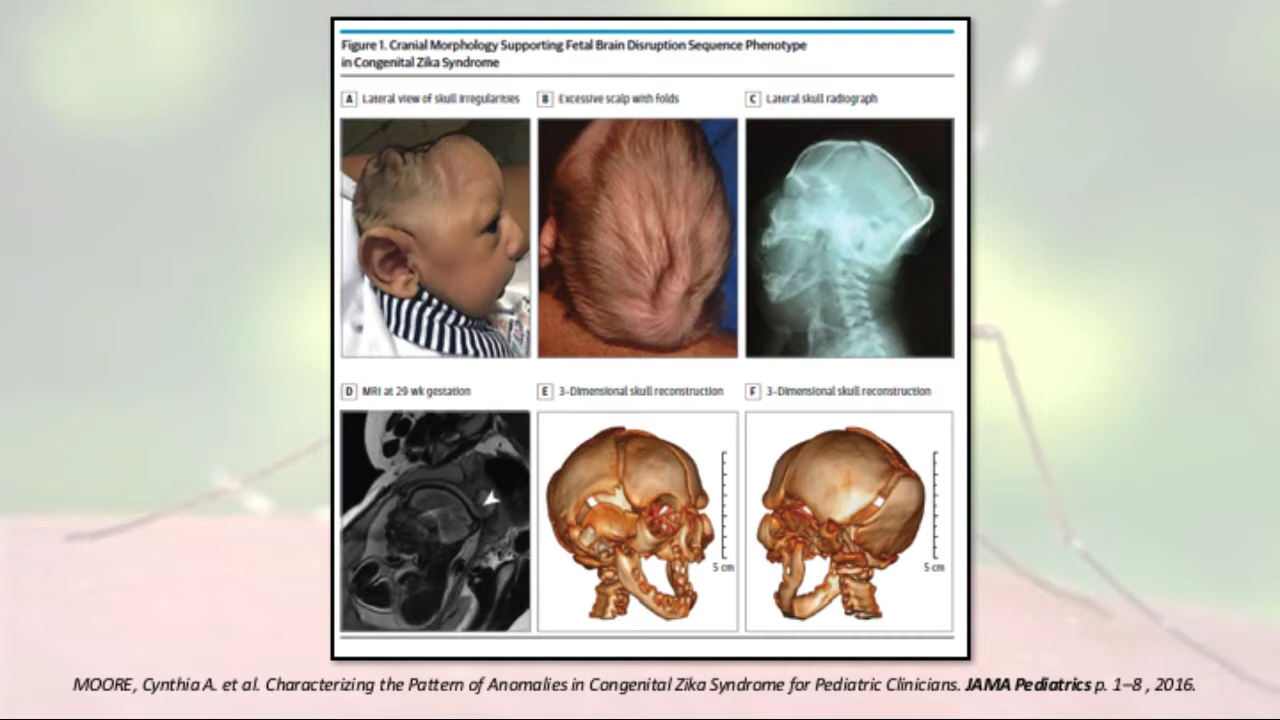 Figure 1. Cranial Morphology Supporting Fetal Brain Disruption Sequence Phenotype
in Congenital Zika Syndrome
A Lateral view of skull irregularities
B Excessive scalp with folds
C Lateral skull radiograph
D MRI at 29 wk gestation
E 3-Dimensional skull reconstruction
F 3-Dimensional skull reconstruction
5 cm
5 cm
MOORE, Cynthia A. et al. Characterizing the Pattern of Anomalies in Congenital Zika Syndrome for Pediatric Clinicians. JAMA Pediatrics p. 1–8 , 2016.